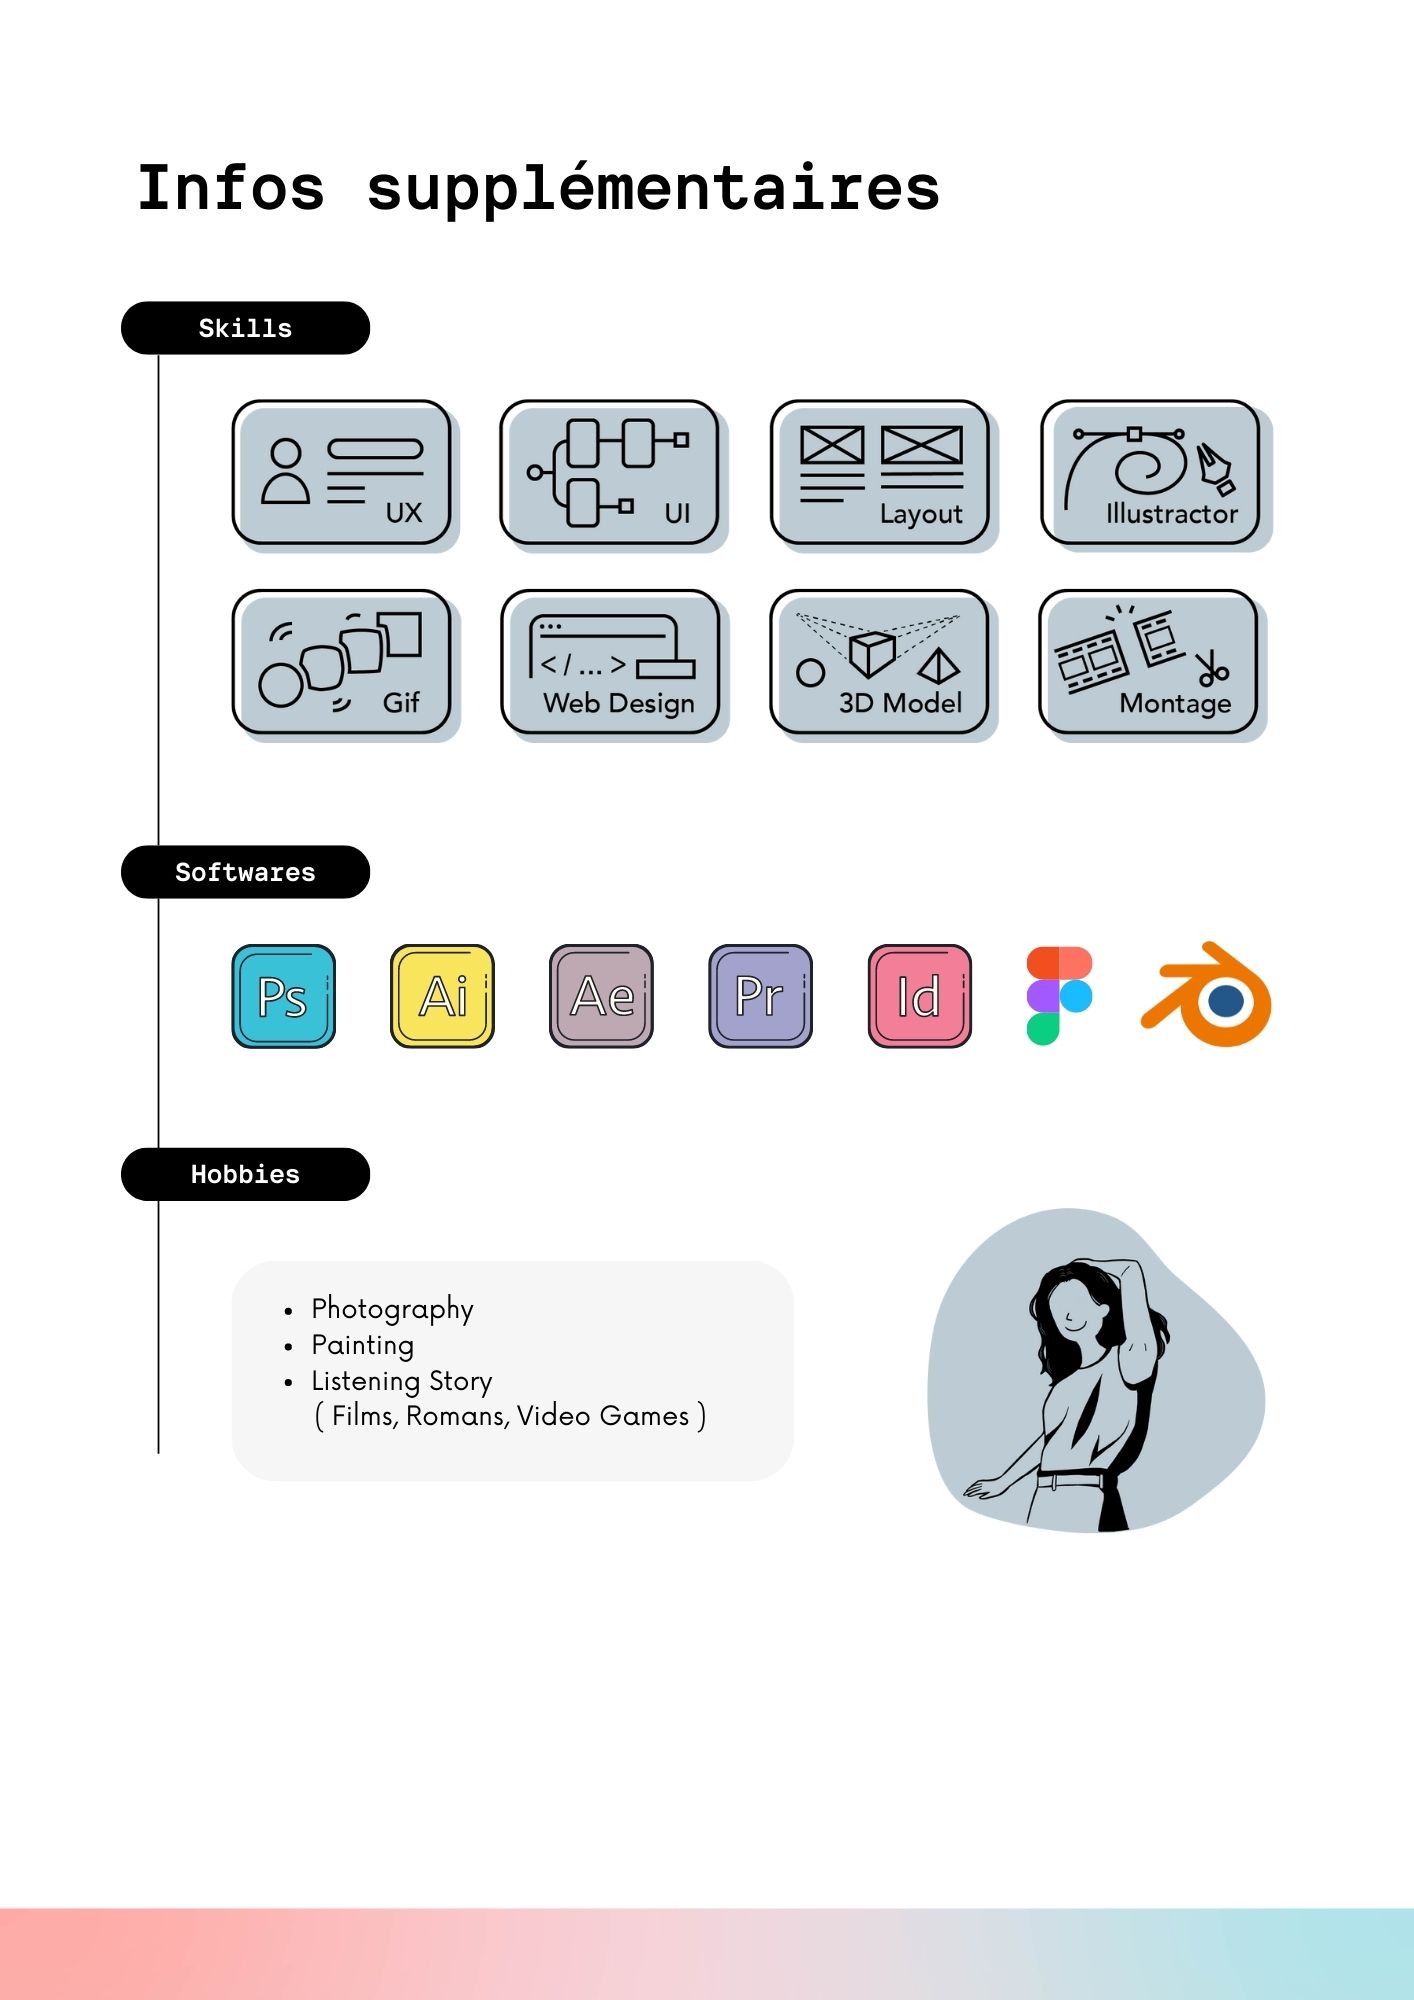 Infos supplémentaires
Skills
UX
UI
Layout
Illustractor
Gif
</ ... >
Web Design
3D Model
Montage
Softwares
Ps
Ai
Ae
Pr
Id
Hobbies
• Photography
• Painting
• Listening Story
( Films, Romans, Video Games )